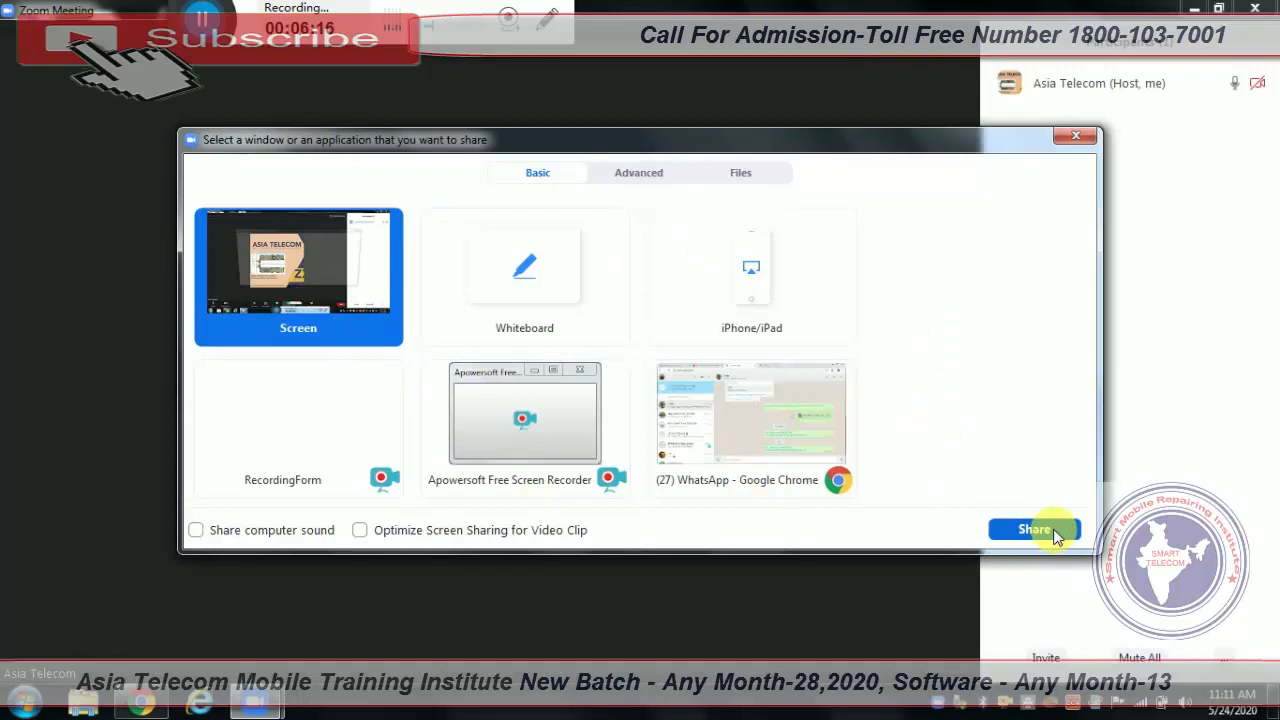 Zoom Meeting
Recording...
00:06:16
Subscribe
Call For Admission-Toll Free Number 1800-103-7001
Asia Telecom (Host, me)
Select a window or an application that you want to share
Basic
Advanced
Files
ASIA TELECOM
Screen
Whiteboard
iPhone/iPad
Apowersoft Free...
RecordingForm
Apowersoft Free Screen Recorder
(27) WhatsApp - Google Chrome
Share computer sound
Optimize Screen Sharing for Video Clip
Share
Smart Mobile Repairing Institute
SMART TELECOM
Invite
Mute All
...
Asia Telecom
Asia Telecom Mobile Training Institute New Batch - Any Month-28,2020, Software - Any Month-13
11:11 AM
5/24/2020